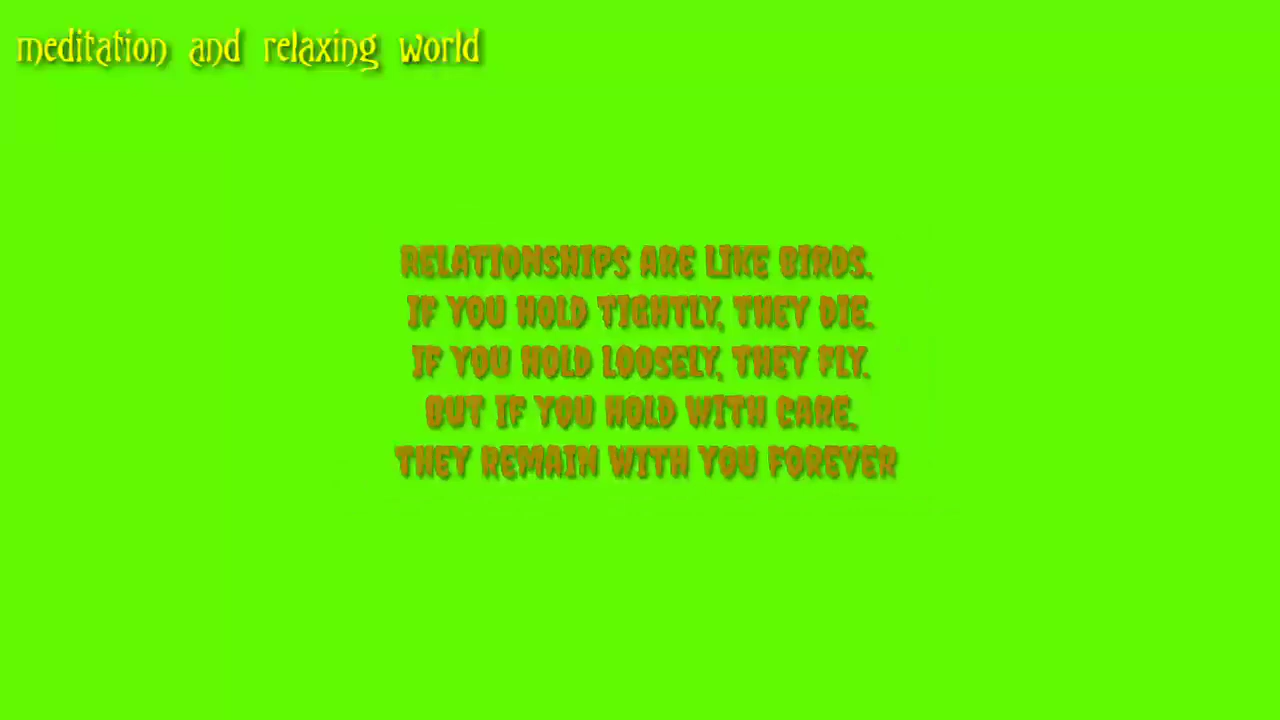 meditation and relaxing world
RELATIONSHIPS ARE LIKE BIRDS.
IF YOU HOLD TIGHTLY, THEY DIE.
IF YOU HOLD LOOSELY, THEY FLY.
BUT IF YOU HOLD WITH CARE,
THEY REMAIN WITH YOU FOREVER